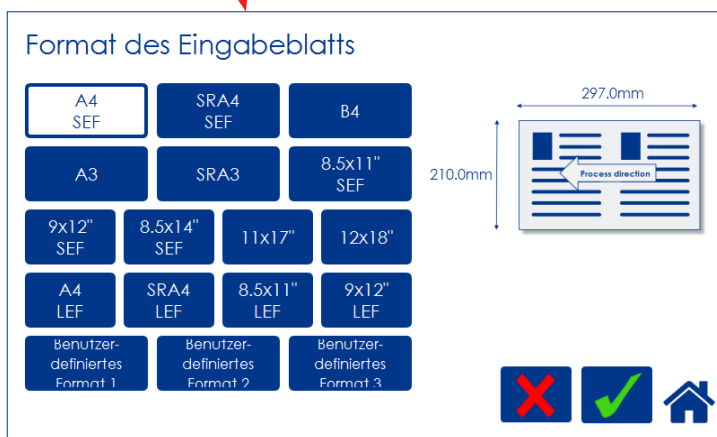 Format des Eingabeblatts
A4
SEF
SRA4
SEF
B4
A3
SRA3
8.5x11"
SEF
9x12"
SEF
8.5x14"
SEF
11x17"
12x18"
A4
LEF
SRA4
LEF
8.5x11"
LEF
9x12"
LEF
Benutzer-
definiertes
Format 1
Benutzer-
definiertes
Format 2
Benutzer-
definiertes
Format 3
297.0mm
210.0mm
Process direction